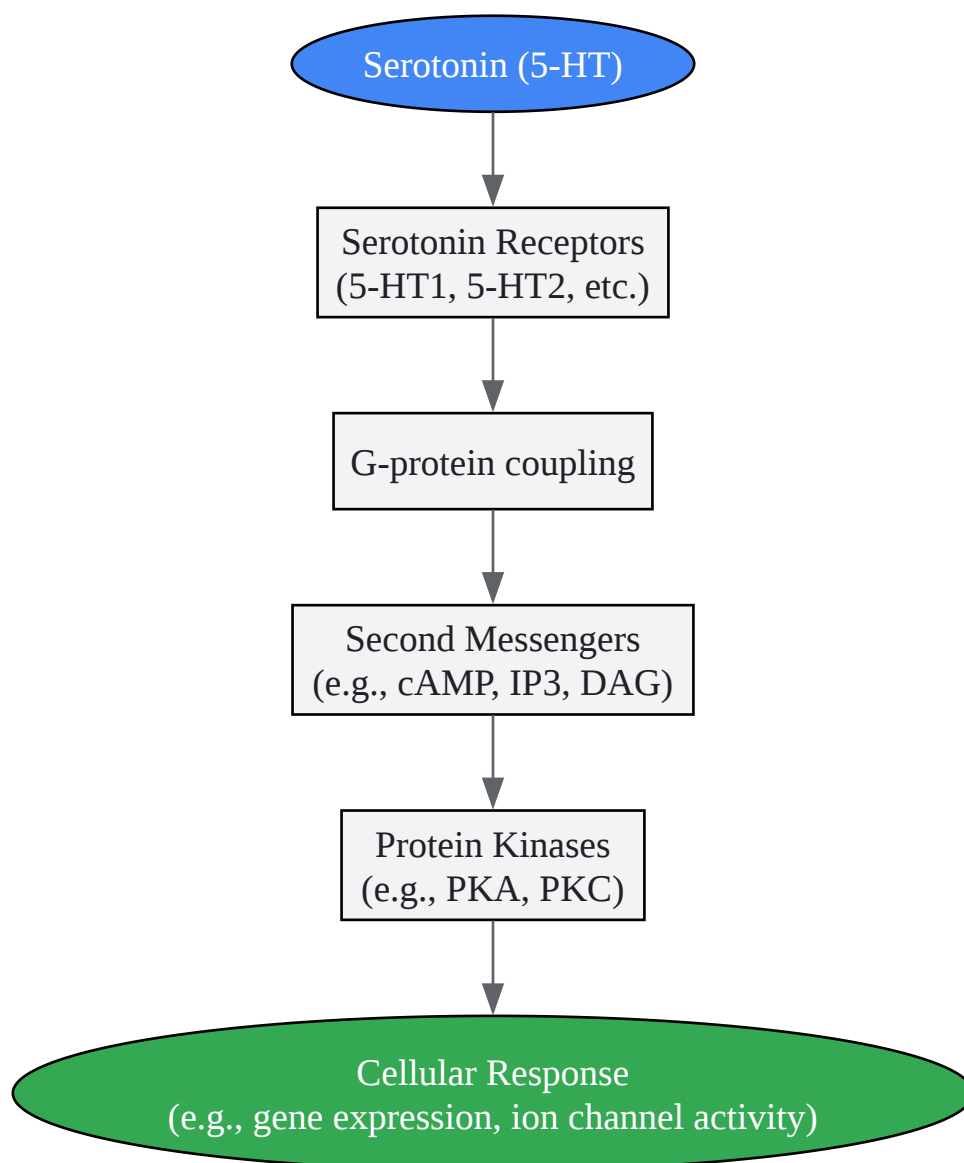 Serotonin (5-HT)
Serotonin Receptors
(5-HT1, 5-HT2, etc.)
G-protein coupling
Second Messengers
(e.g., cAMP, IP3, DAG)
Protein Kinases
(e.g., PKA, PKC)
Cellular Response
(e.g., gene expression, ion channel activity)